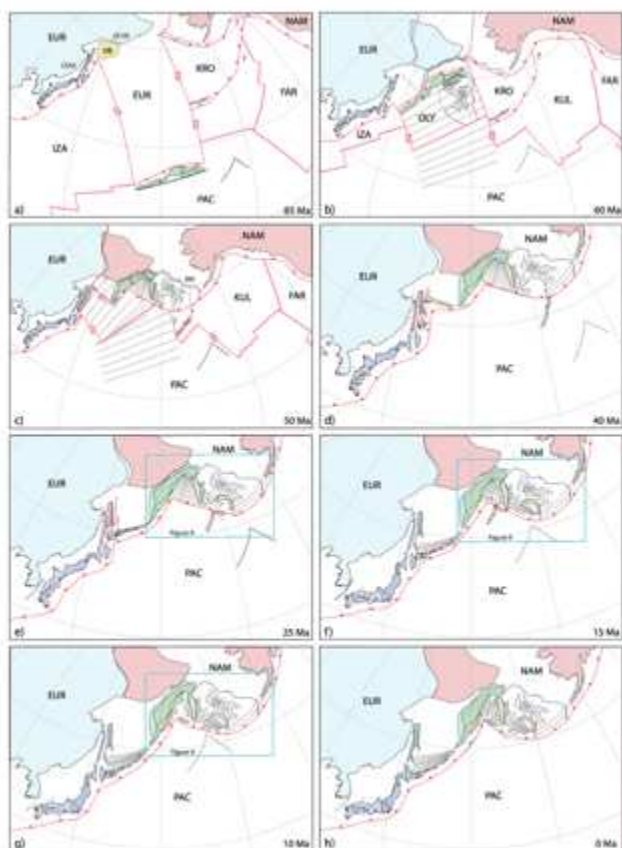 EUR
NAM
KRO
EUR
FAR
IZA
PAC
a)
85 Ma
EUR
NAM
KRO
FAR
OLY
KUL
IZA
PAC
b)
60 Ma
EUR
NAM
KUL
FAR
PAC
c)
50 Ma
NAM
EUR
PAC
d)
40 Ma
NAM
EUR
PAC
e)
25 Ma
NAM
EUR
PAC
f)
15 Ma
NAM
EUR
PAC
g)
10 Ma
NAM
EUR
PAC
h)
0 Ma